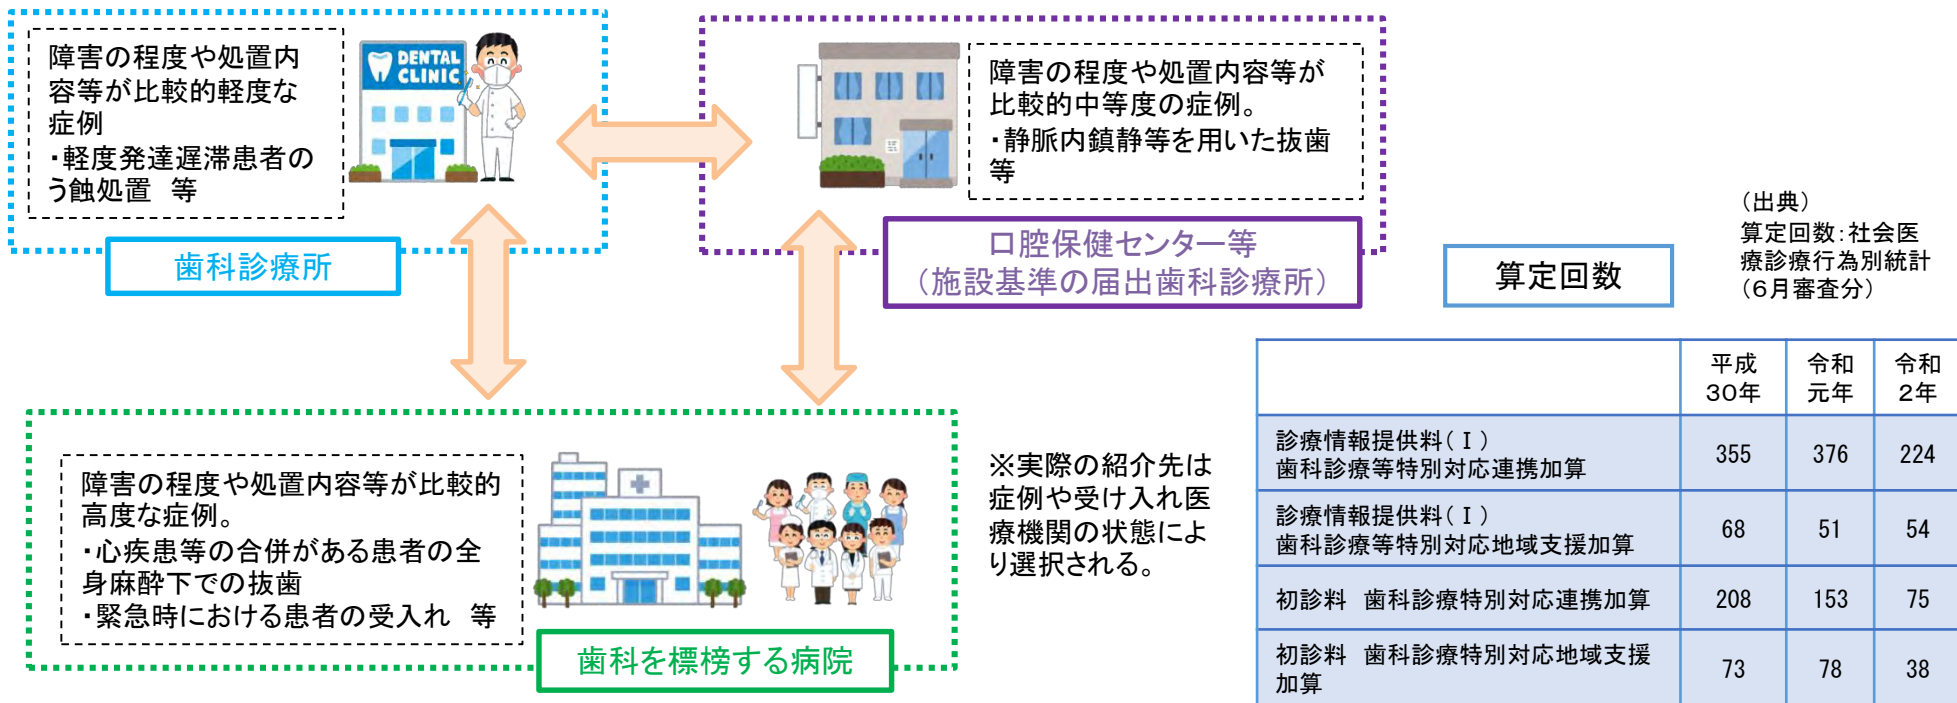 障害の程度や処置内
容等が比較的軽度な
症例
・軽度発達遅滞患者の
う蝕処置 等
DENTAL
CLINIC
歯科診療所
障害の程度や処置内容等が
比較的中等度の症例。
・静脈内鎮静等を用いた抜歯
等
口腔保健センター等
(施設基準の届出歯科診療所)
障害の程度や処置内容等が比較的
高度な症例。
・心疾患等の合併がある患者の全
身麻酔下での抜歯
・緊急時における患者の受入れ 等
歯科を標榜する病院
※実際の紹介先は
症例や受け入れ医
療機関の状態によ
り選択される。
算定回数
(出典)
算定回数:社会医
療診療行為別統計
(6月審査分)
平成
30年
令和
元年
令和
2年
診療情報提供料(Ⅰ)
歯科診療等特別対応連携加算
355 376 224
診療情報提供料(Ⅰ)
歯科診療等特別対応地域支援加算
68 51 54
初診料 歯科診療特別対応連携加算 208 153 75
初診料 歯科診療特別対応地域支援
加算
73 78 38